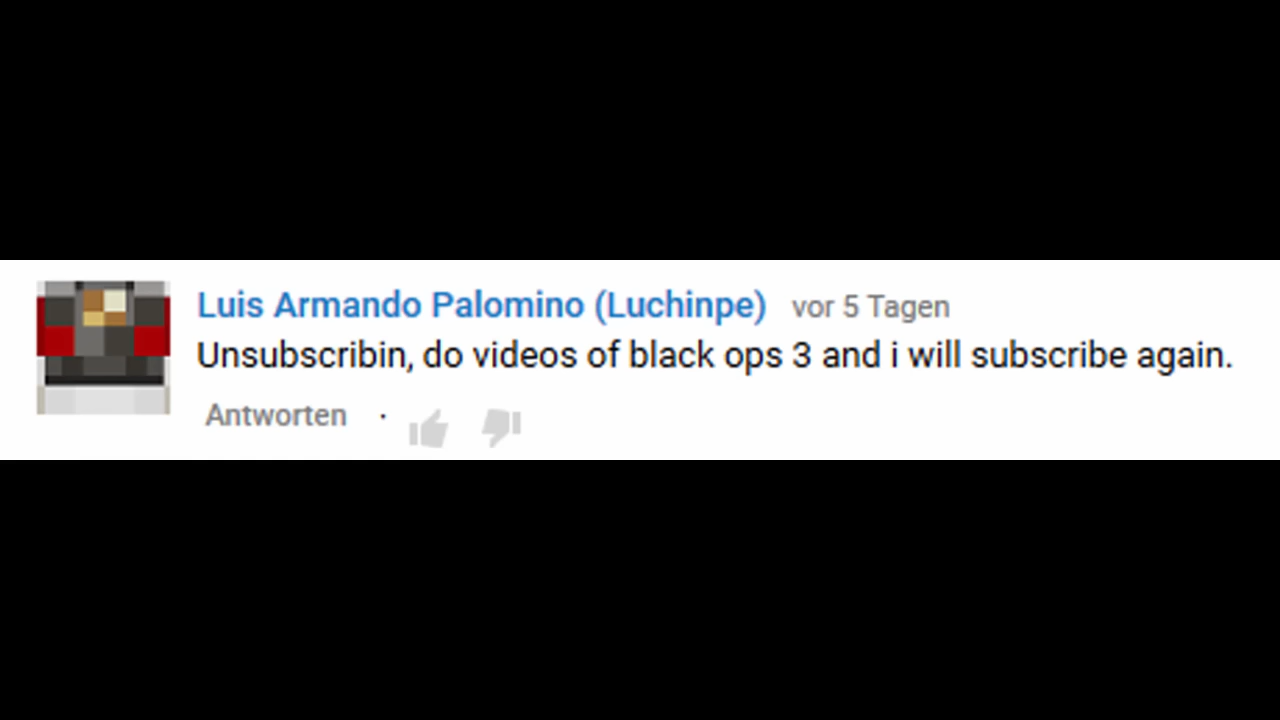 Luis Armando Palomino (Luchinpe) vor 5 Tagen
Unsubscribin, do videos of black ops 3 and i will subscribe again.
Antworten ·